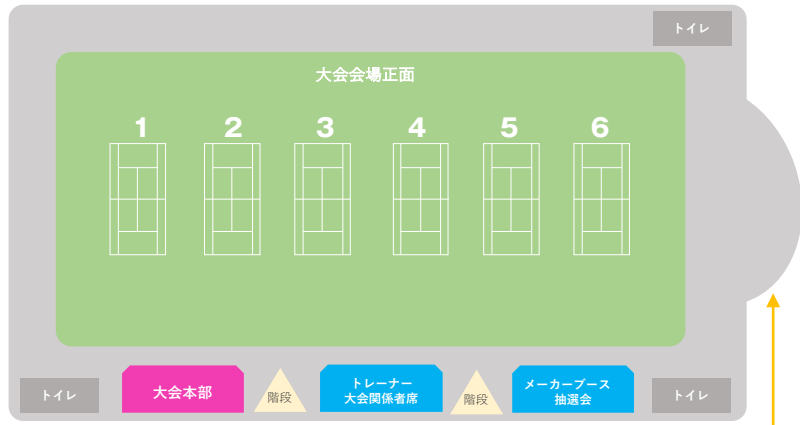 トイレ
大会会場正面
1 2 3 4 5 6
トイレ
大会本部
階段
トレーナー
大会関係者席
階段
メーカーブース
抽選会
トイレ